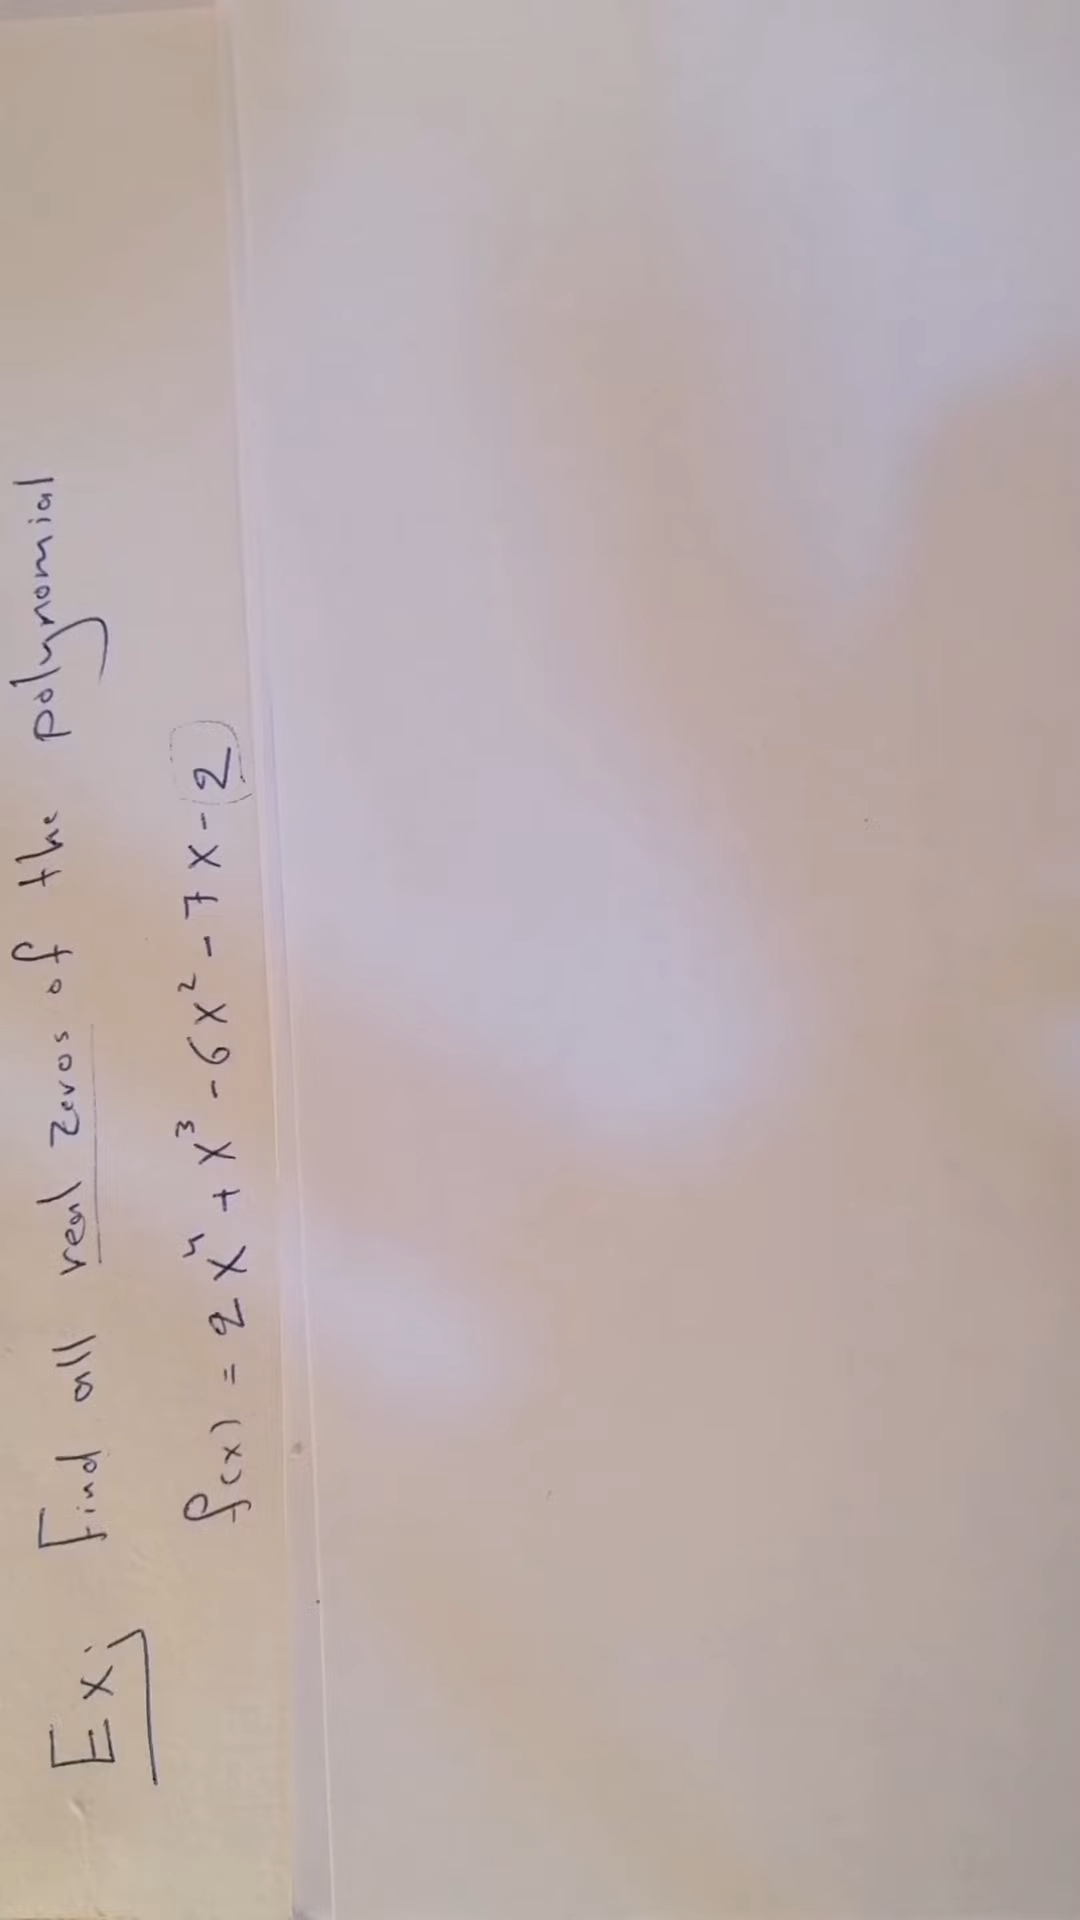 Ex: Find all real zeros of the polynomial
f(x) = 2x⁴ + x³ - 6x² - 7x - 2